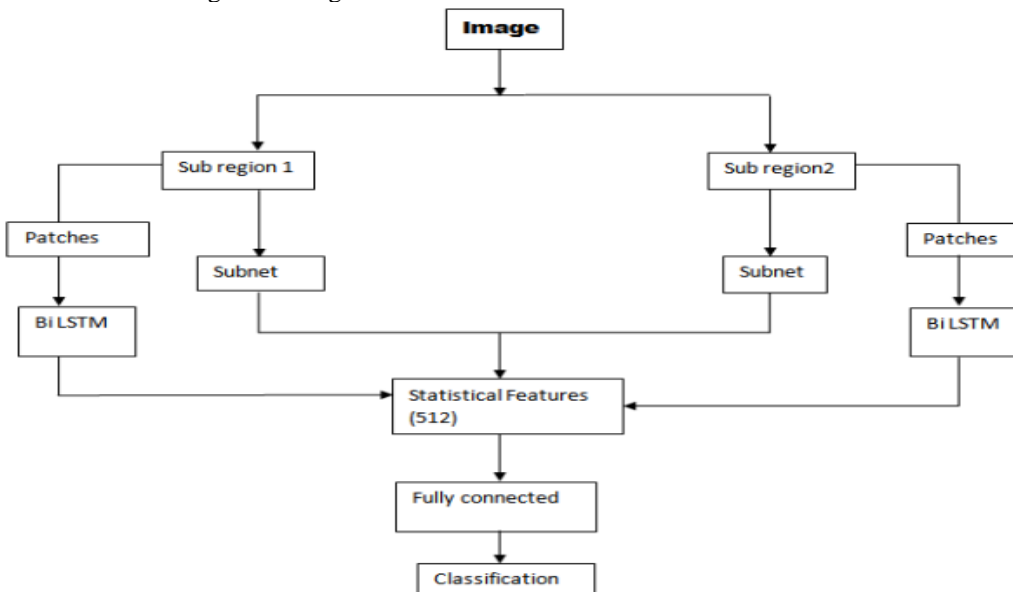 Image
Sub region 1
Sub region2
Patches
Subnet
Subnet
Patches
Bi LSTM
Bi LSTM
Statistical Features
(512)
Fully connected
Classification